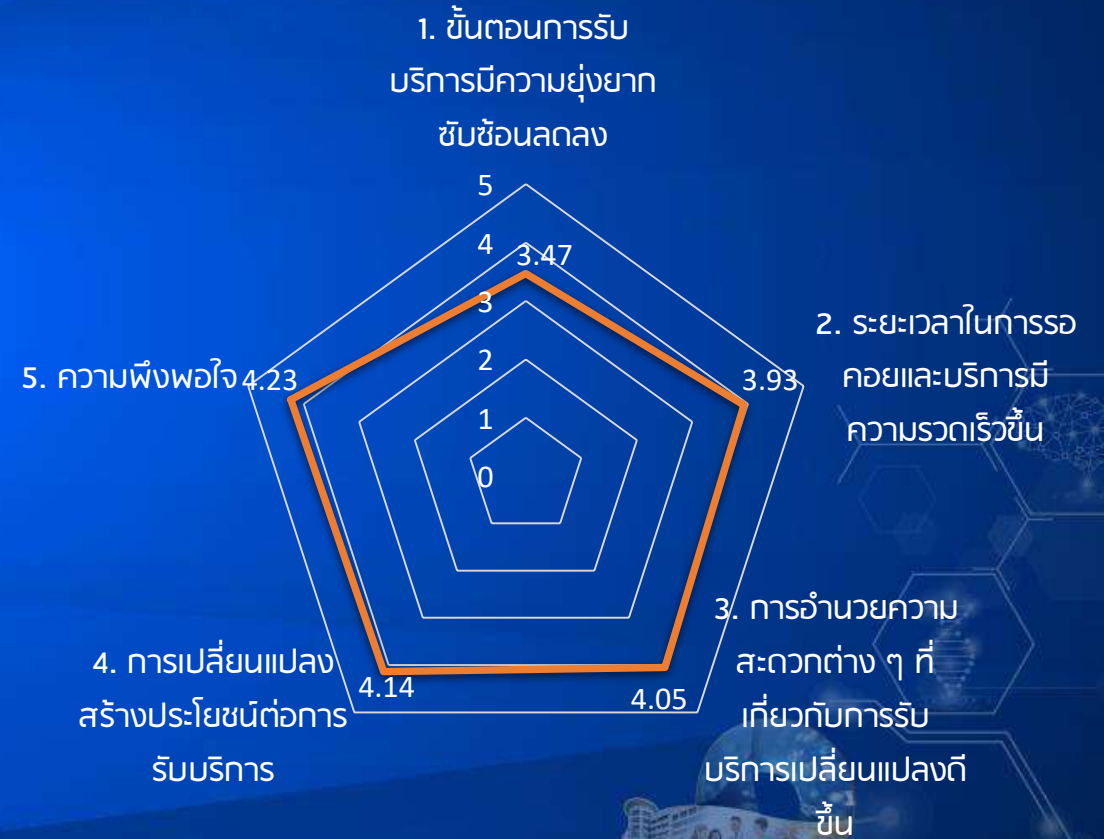 1. ขั้นตอนการรับ
บริการมีความยุ่งยาก
ซับซ้อนลดลง
5
4
3.47
3
2
1
0
2. ระยะเวลาในการรอ
คอยและบริการมี
ความรวดเร็วขึ้น
3.93
3. การอำนวยความ
สะดวกต่าง ๆ ที่
เกี่ยวกับการรับ
บริการเปลี่ยนแปลงดี
ขึ้น
4.05
4. การเปลี่ยนแปลง
สร้างประโยชน์ต่อการ
รับบริการ
4.14
5. ความพึงพอใจ
4.23